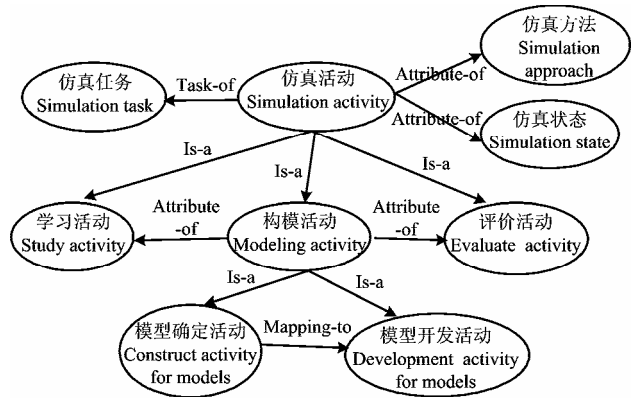 仿真方法
Simulation
approach
仿真任务
Simulation task
Task-of
仿真活动
Simulation activity
Attribute-of
Attribute-of
仿真状态
Simulation state
Is-a
Is-a
Is-a
学习活动
Study activity
Attribute
-of
构模活动
Modeling activity
Attribute
-of
评价活动
Evaluate activity
Is-a
Is-a
模型确定活动
Construct activity
for models
Mapping-to
模型开发活动
Development activity
for models